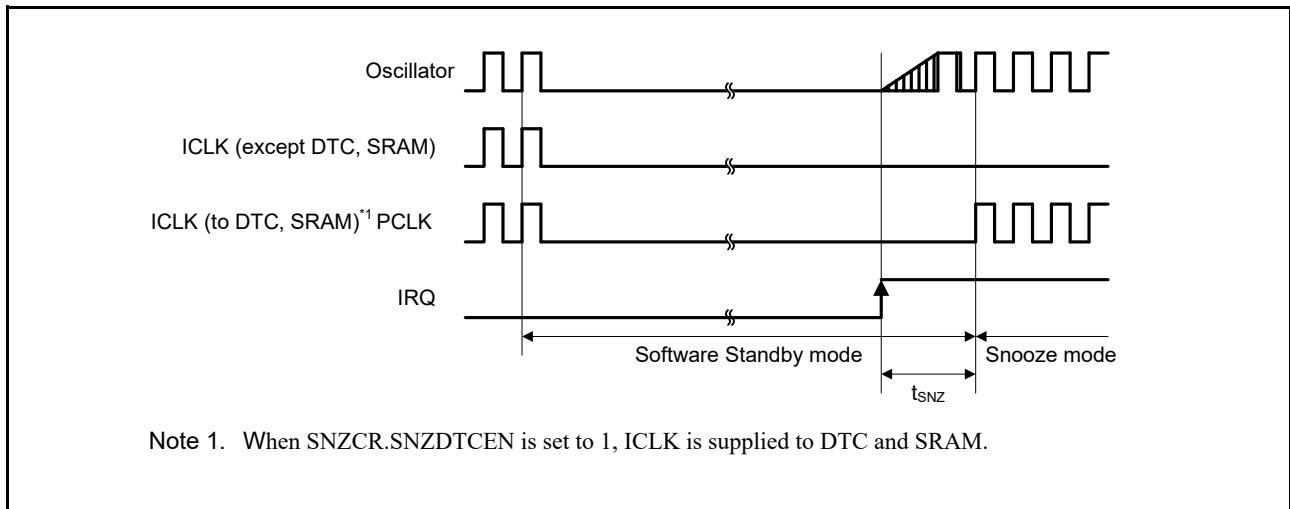 Oscillator
ICLK (except DTC, SRAM)
ICLK (to DTC, SRAM)*1 PCLK
IRQ
Software Standby mode
Snooze mode
tSNZ
Note 1. When SNZCR.SNZDTCEN is set to 1, ICLK is supplied to DTC and SRAM.